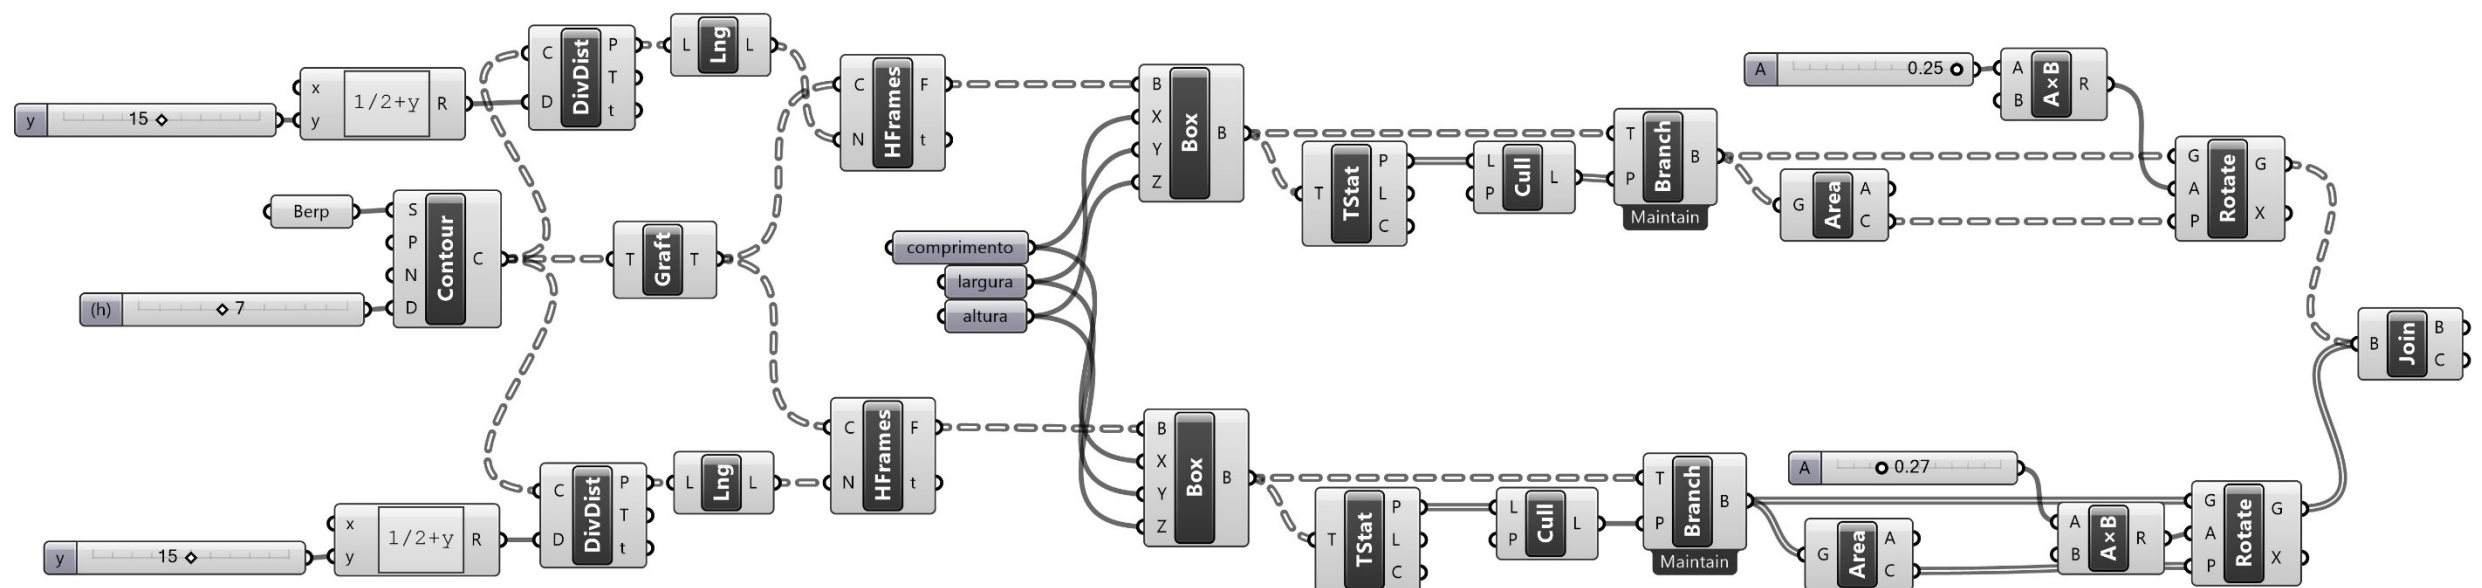 y 15
x
y
1/2+y
R
C
D
DivDist
P
T
t
L
Lng
L
C
N
HFrames
F
t
Berp
S
P
N
D
Contour
C
(h) 7
T
Graft
T
comprimento
largura
altura
B
X
Y
Z
Box
B
T
TStat
P
L
C
L
P
Cull
L
T
P
Branch
B
Maintain
G
Area
A
C
A 0.25
A
B
A×B
R
G
A
P
Rotate
G
X
B
Join
B
C
y 15
x
y
1/2+y
R
C
D
DivDist
P
T
t
L
Lng
L
C
N
HFrames
F
t
B
X
Y
Z
Box
B
T
TStat
P
L
C
L
P
Cull
L
T
P
Branch
B
Maintain
G
Area
A
C
A 0.27
A
B
A×B
R
G
A
P
Rotate
G
X